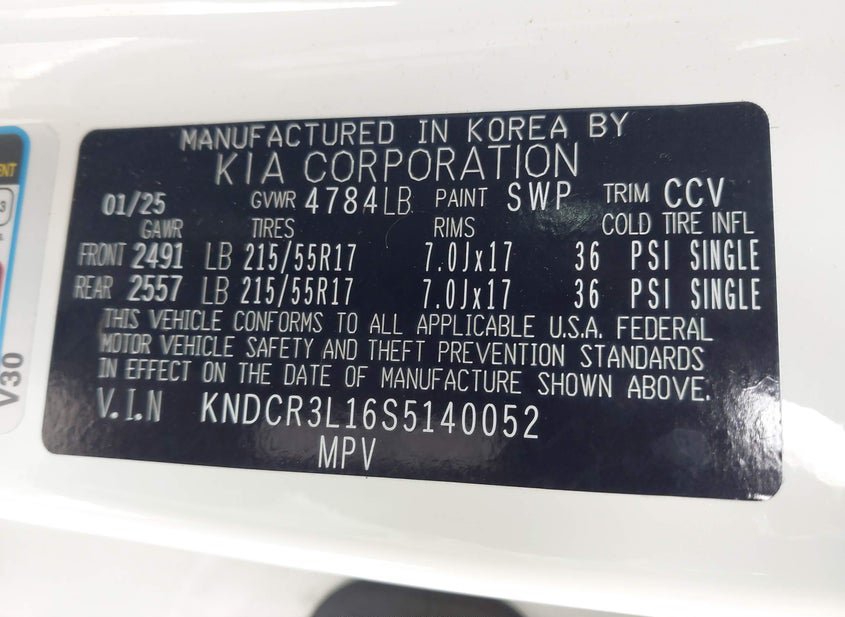 MANUFACTURED IN KOREA BY
KIA CORPORATION
01/25 GVWR 4784LB PAINT SWP TRIM CCV
GAWR TIRES RIMS COLD TIRE INFL
FRONT 2491 LB 215/55R17 7.0Jx17 36 PSI SINGLE
REAR 2557 LB 215/55R17 7.0Jx17 36 PSI SINGLE
THIS VEHICLE CONFORMS TO ALL APPLICABLE U.S.A. FEDERAL
MOTOR VEHICLE SAFETY AND THEFT PREVENTION STANDARDS
IN EFFECT ON THE DATE OF MANUFACTURE SHOWN ABOVE.
V.I.N KNDCR3L16S5140052
MPV
V30